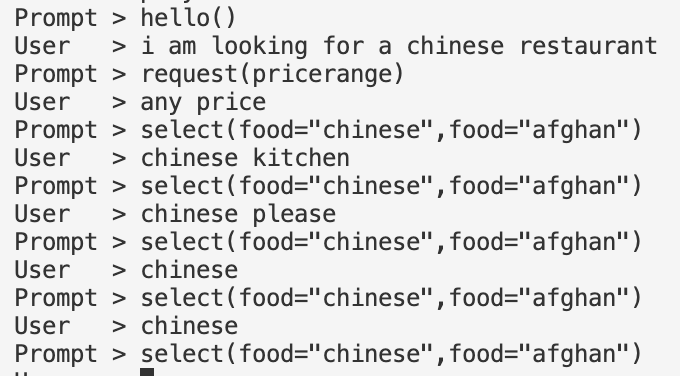 Prompt > hello()
User   > i am looking for a chinese restaurant
Prompt > request(pricerange)
User   > any price
Prompt > select(food="chinese",food="afghan")
User   > chinese kitchen
Prompt > select(food="chinese",food="afghan")
User   > chinese please
Prompt > select(food="chinese",food="afghan")
User   > chinese
Prompt > select(food="chinese",food="afghan")
User   > chinese
Prompt > select(food="chinese",food="afghan")